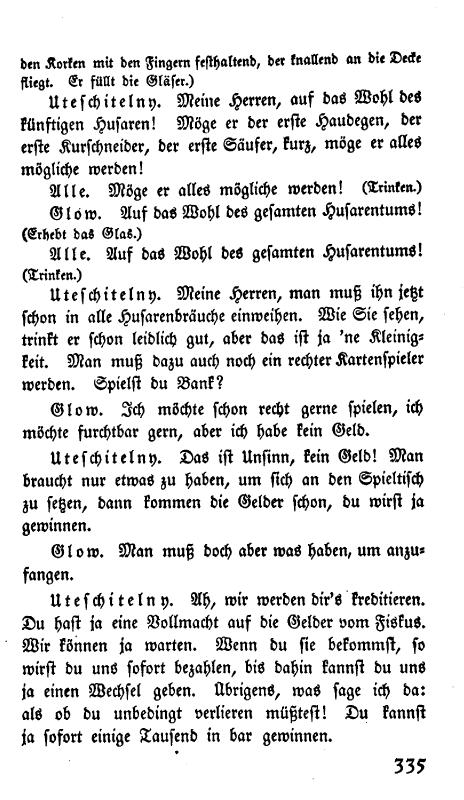 den Korken mit den Fingern festhaltend, der knallend an die Decke
fliegt. Er füllt die Gläser.)
Uteschitelny. Meine Herren, auf das Wohl des
künftigen Husaren! Möge er der erste Haudegen, der
erste Kurschneider, der erste Säufer, kurz, möge er alles
mögliche werden!
Alle. Möge er alles mögliche werden! (Trinken.)
Glow. Auf das Wohl des gesamten Husarentums!
(Erhebt das Glas.)
Alle. Auf das Wohl des gesamten Husarentums!
(Trinken.)
Uteschitelny. Meine Herren, man muß ihn jetzt
schon in alle Husarenbräuche einweihen. Wie Sie sehen,
trinkt er schon leidlich gut, aber das ist ja 'ne Kleinig-
keit. Man muß dazu auch noch ein rechter Kartenspieler
werden. Spielst du Bank?
Glow. Ich möchte schon recht gerne spielen, ich
möchte furchtbar gern, aber ich habe kein Geld.
Uteschitelny. Das ist Unsinn, kein Geld! Man
braucht nur etwas zu haben, um sich an den Spieltisch
zu setzen, dann kommen die Gelder schon, du wirst ja
gewinnen.
Glow. Man muß doch aber was haben, um anzu-
fangen.
Uteschitelny. Ah, wir werden dir's kreditieren.
Du hast ja eine Vollmacht auf die Gelder vom Fiskus.
Wir können ja warten. Wenn du sie bekommst, so
wirst du uns sofort bezahlen, bis dahin kannst du uns
ja einen Wechsel geben. Übrigens, was sage ich da:
als ob du unbedingt verlieren müßtest! Du kannst
ja sofort einige Tausend in bar gewinnen.
335